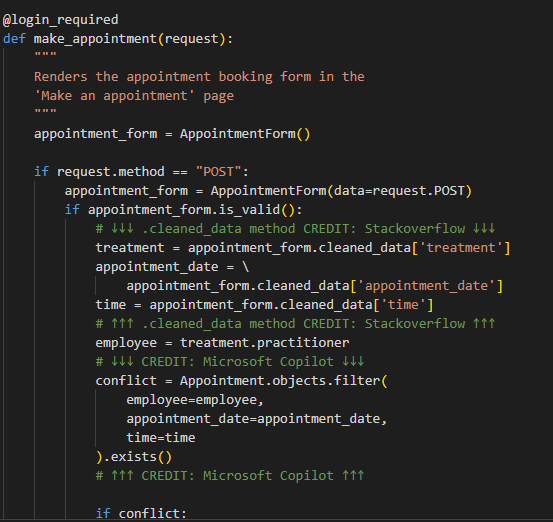 @login_required
def make_appointment(request):
    """
    Renders the appointment booking form in the
    'Make an appointment' page
    """
    appointment_form = AppointmentForm()

    if request.method == "POST":
        appointment_form = AppointmentForm(data=request.POST)
        if appointment_form.is_valid():
            # ↓↓↓ .cleaned_data method CREDIT: Stackoverflow ↓↓↓
            treatment = appointment_form.cleaned_data['treatment']
            appointment_date = \
                appointment_form.cleaned_data['appointment_date']
            time = appointment_form.cleaned_data['time']
            # ↑↑↑ .cleaned_data method CREDIT: Stackoverflow ↑↑↑
            employee = treatment.practitioner
            # ↓↓↓ CREDIT: Microsoft Copilot ↓↓↓
            conflict = Appointment.objects.filter(
                employee=employee,
                appointment_date=appointment_date,
                time=time
            ).exists()
            # ↑↑↑ CREDIT: Microsoft Copilot ↑↑↑

            if conflict: